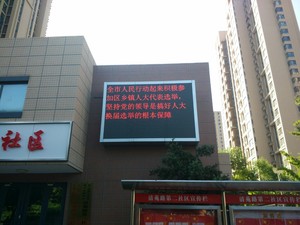 全市人民行动起来积极参
加区乡镇人大代表选举。
坚持党的领导是搞好人大
换届选举的根本保障
社区